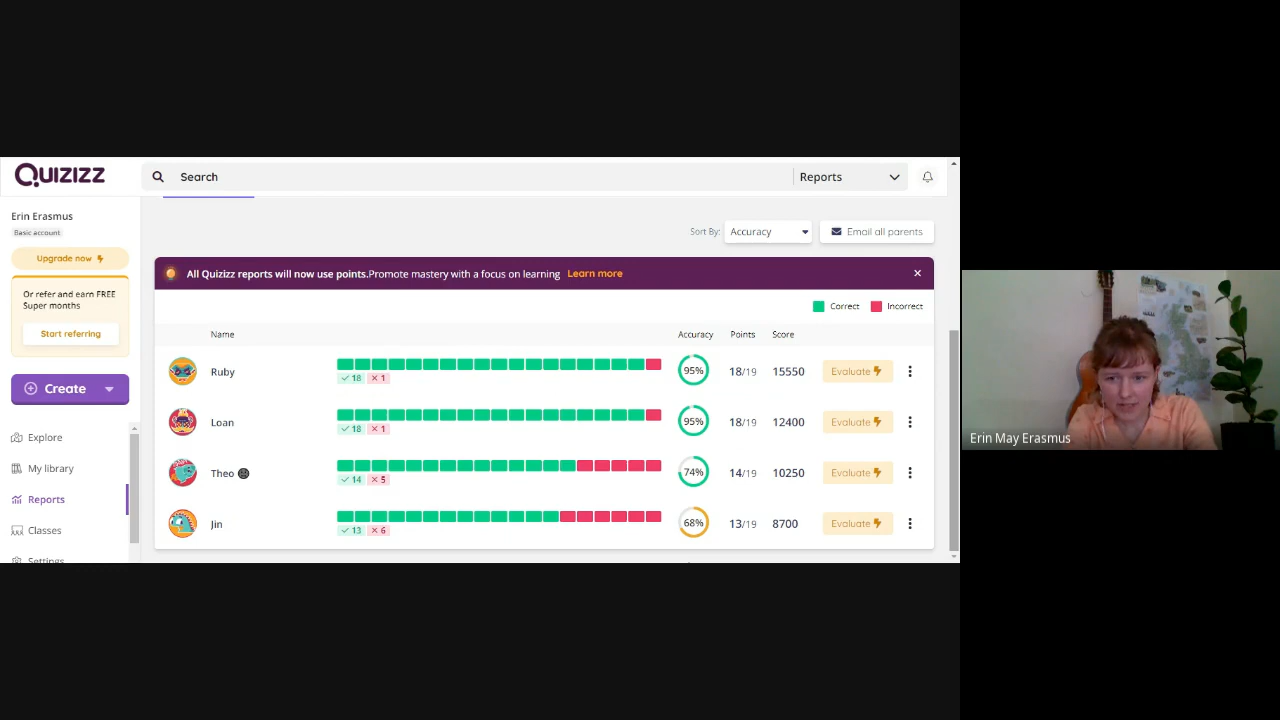 Quizizz
Search
Reports
Erin Erasmus
Basic account
Upgrade now
Or refer and earn FREE
Super months
Start referring
Create
Explore
My library
Reports
Classes
Settings
Sort By: Accuracy
Email all parents
All Quizizz reports will now use points.Promote mastery with a focus on learning Learn more
Correct Incorrect
Name Accuracy Points Score
Ruby 18 1 95% 18/19 15550 Evaluate
Loan 18 1 95% 18/19 12400 Evaluate
Theo 14 5 74% 14/19 10250 Evaluate
Jin 13 6 68% 13/19 8700 Evaluate
Erin May Erasmus